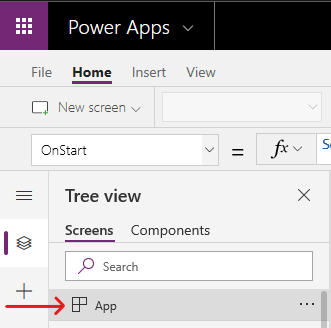 Power Apps
File Home Insert View
New screen
OnStart = fx
Tree view
Screens Components
Search
App